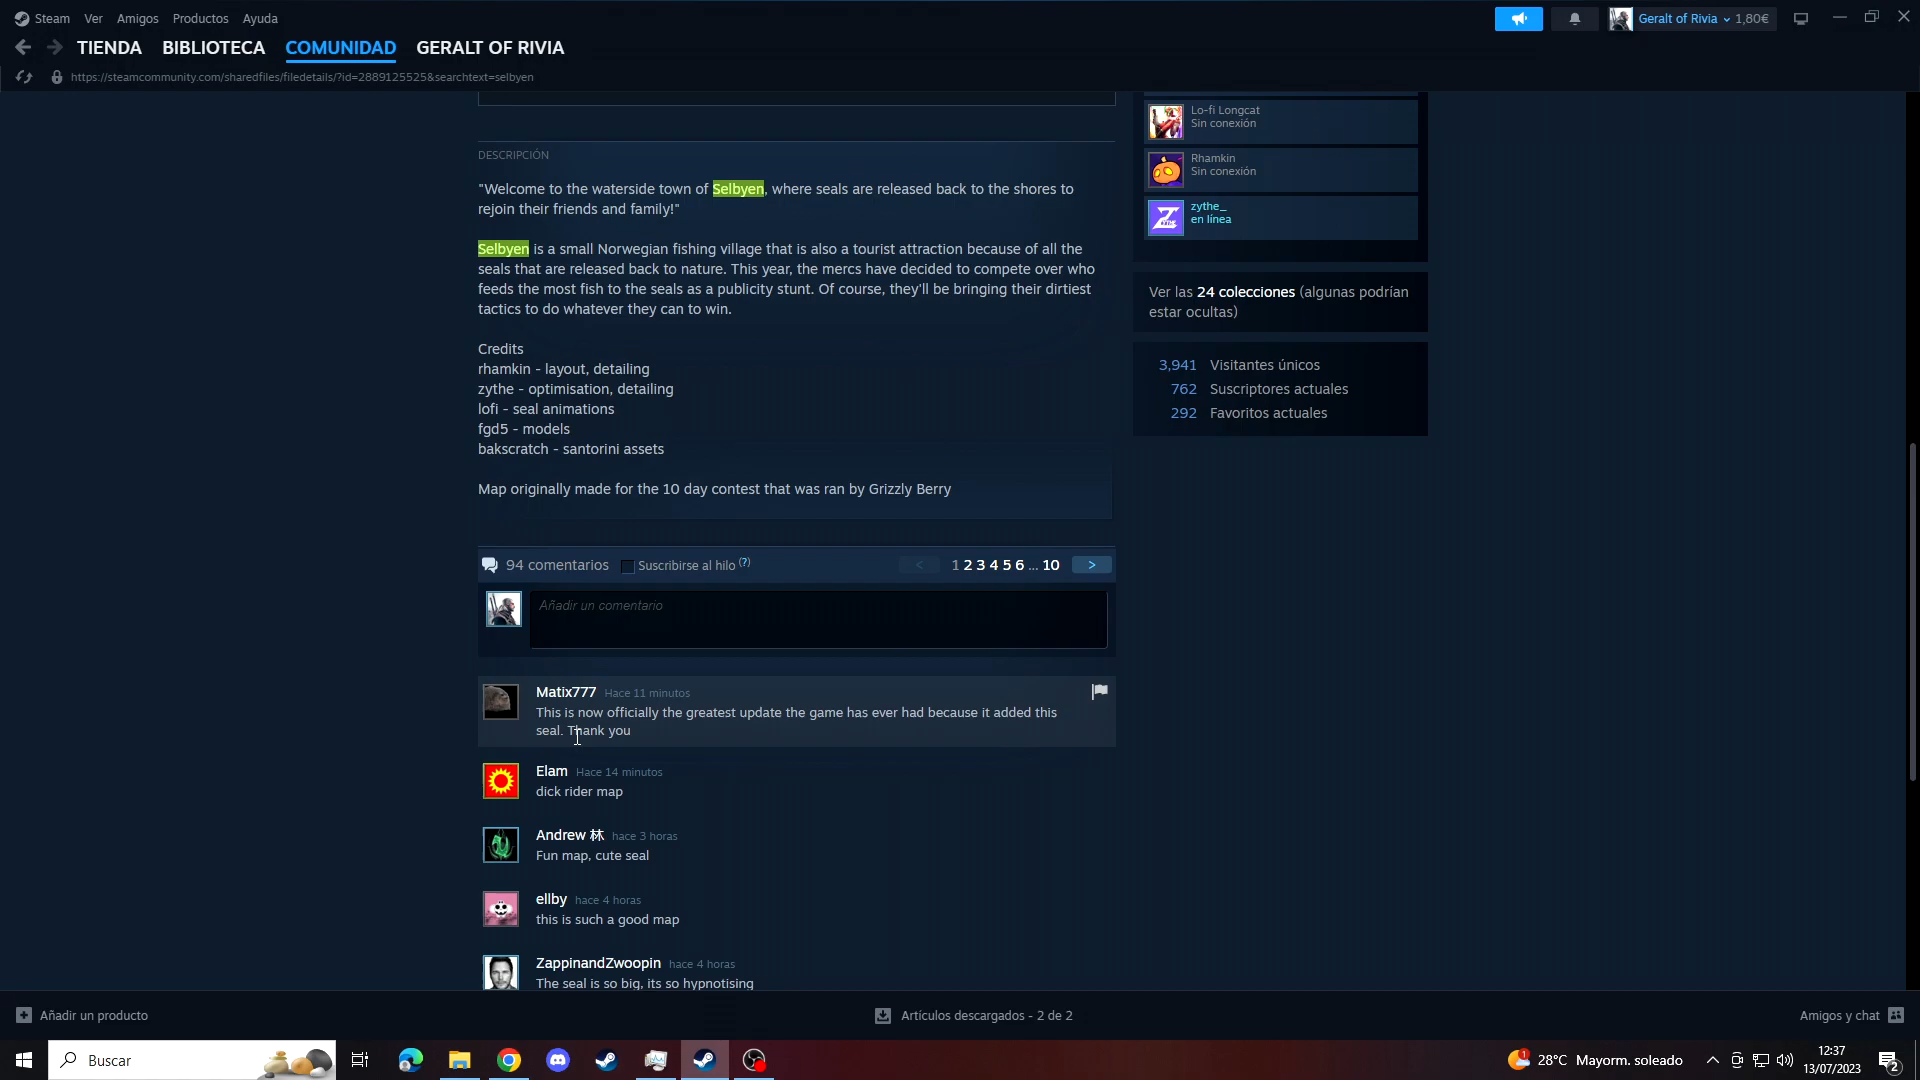 Steam Ver Amigos Productos Ayuda
Geralt of Rivia 1,80€
TIENDA BIBLIOTECA COMUNIDAD GERALT OF RIVIA
https://steamcommunity.com/sharedfiles/filedetails/?id=2889125525&searchtext=selbyen
Lo-fi Longcat
Sin conexión
Rhamkin
Sin conexión
zythe_
en línea
Ver las 24 colecciones (algunas podrían
estar ocultas)
3,941 Visitantes únicos
762 Suscriptores actuales
292 Favoritos actuales
DESCRIPCIÓN
"Welcome to the waterside town of Selbyen, where seals are released back to the shores to
rejoin their friends and family!"
Selbyen is a small Norwegian fishing village that is also a tourist attraction because of all the
seals that are released back to nature. This year, the mercs have decided to compete over who
feeds the most fish to the seals as a publicity stunt. Of course, they'll be bringing their dirtiest
tactics to do whatever they can to win.
Credits
rhamkin - layout, detailing
zythe - optimisation, detailing
lofi - seal animations
fgd5 - models
bakscratch - santorini assets
Map originally made for the 10 day contest that was ran by Grizzly Berry
94 comentarios Suscribirse al hilo (?) < 1 2 3 4 5 6 ... 10 >
Añadir un comentario
Matix777 Hace 11 minutos
This is now officially the greatest update the game has ever had because it added this
seal. Thank you
Elam Hace 14 minutos
dick rider map
Andrew 林 hace 3 horas
Fun map, cute seal
ellby hace 4 horas
this is such a good map
ZappinandZwoopin hace 4 horas
The seal is so big, its so hypnotising
Añadir un producto Artículos descargados - 2 de 2 Amigos y chat
Buscar 1 28°C Mayorm. soleado 12:37
13/07/2023 2